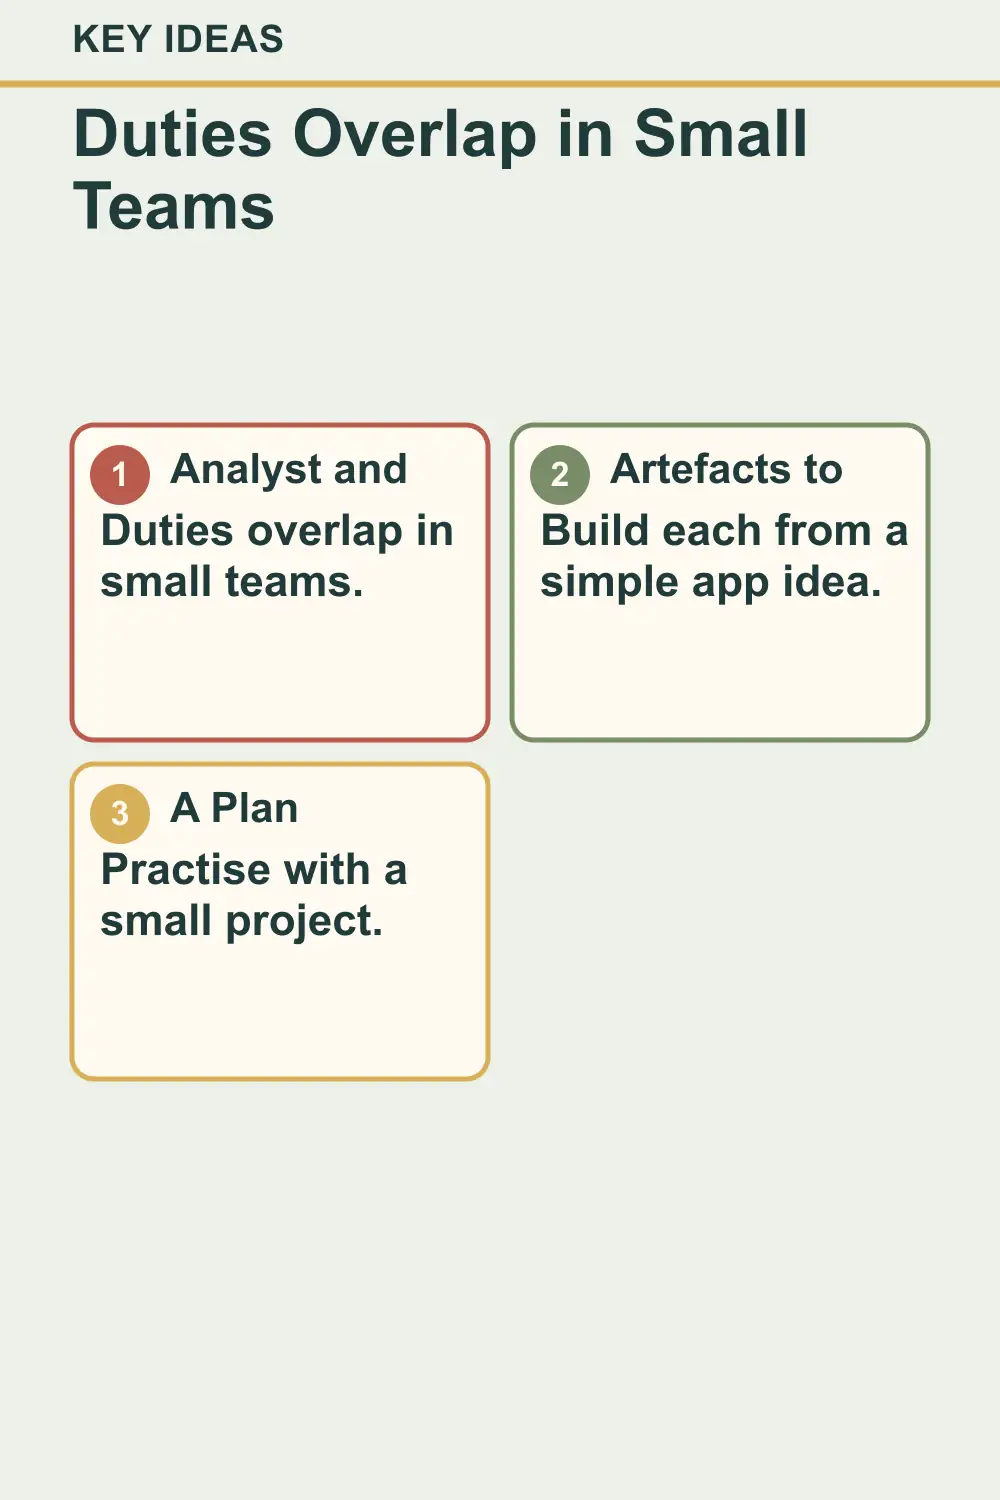 KEY IDEAS
Duties Overlap in Small
Teams
1 Analyst and
Duties overlap in
small teams.
2 Artefacts to
Build each from a
simple app idea.
3 A Plan
Practise with a
small project.